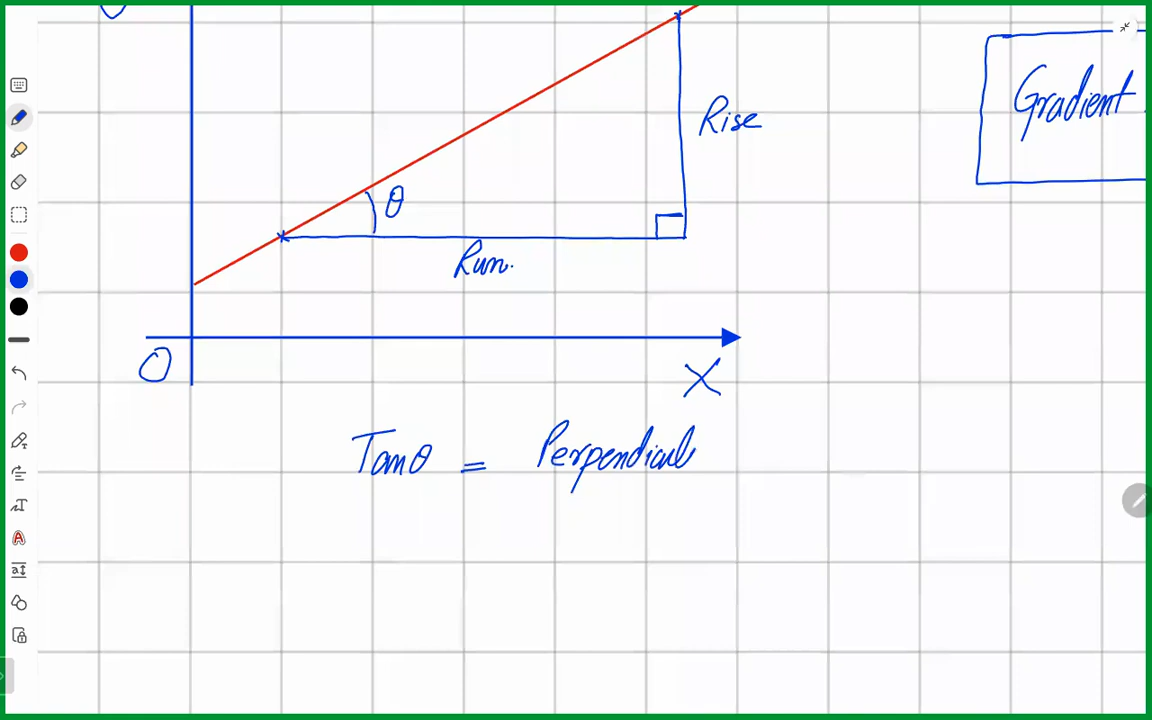 Rise
Gradient
θ
Run.
O
X
Tanθ = Perpendicul